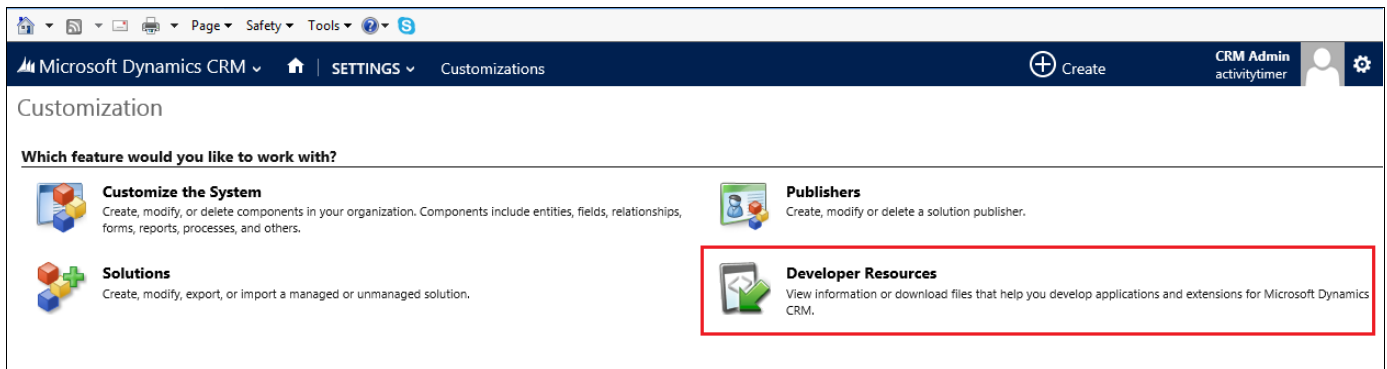 Page Safety Tools
Microsoft Dynamics CRM SETTINGS Customizations Create CRM Admin
activitytimer
Customization
Which feature would you like to work with?
Customize the System
Create, modify, or delete components in your organization. Components include entities, fields, relationships,
forms, reports, processes, and others.
Publishers
Create, modify or delete a solution publisher.
Solutions
Create, modify, export, or import a managed or unmanaged solution.
Developer Resources
View information or download files that help you develop applications and extensions for Microsoft Dynamics
CRM.